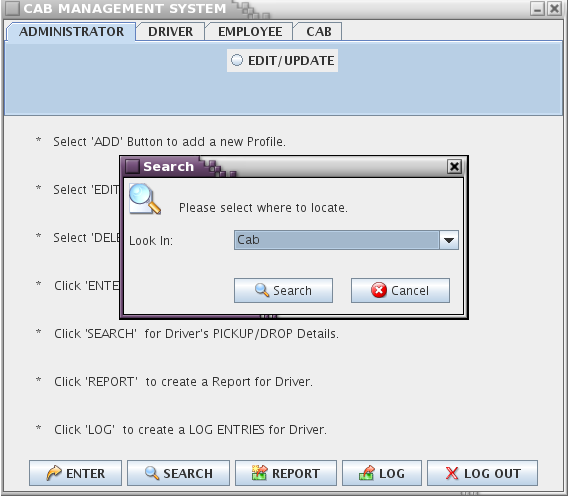 CAB MANAGEMENT SYSTEM
ADMINISTRATOR DRIVER EMPLOYEE CAB
EDIT/UPDATE
* Select 'ADD' Button to add a new Profile.
Search
* Select 'EDIT
Please select where to locate.
* Select 'DELE
Look In: Cab
* Click 'ENTE
Search Cancel
* Click 'SEARCH' for Driver's PICKUP/DROP Details.
* Click 'REPORT' to create a Report for Driver.
* Click 'LOG' to create a LOG ENTRIES for Driver.
ENTER SEARCH REPORT LOG LOG OUT